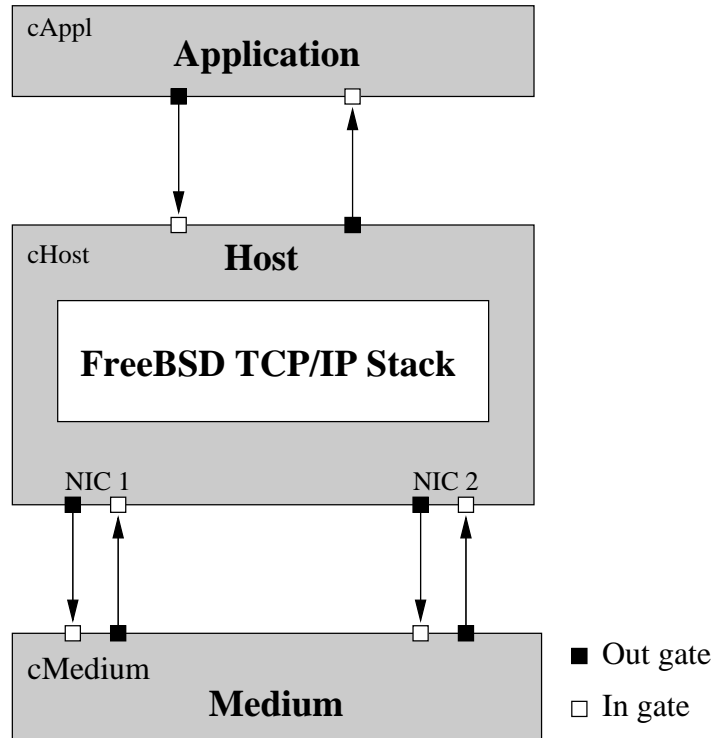 cAppl
Application
cHost
Host
FreeBSD TCP/IP Stack
NIC 1
NIC 2
cMedium
Medium
Out gate
In gate